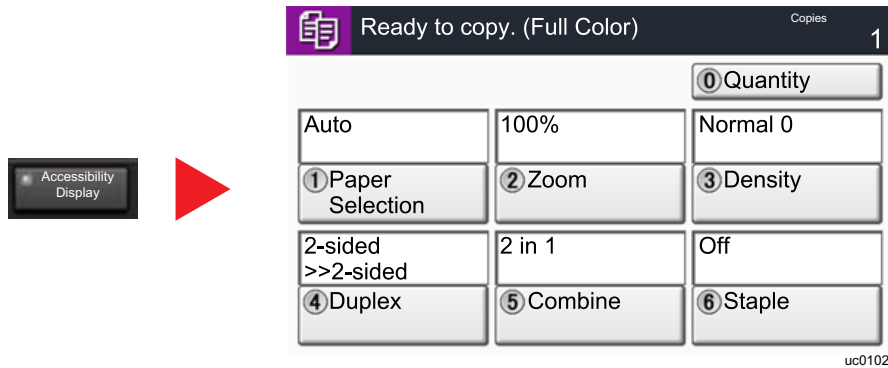 Ready to copy. (Full Color)
Copies
1
0 Quantity
Auto
100%
Normal 0
Accessibility
Display
1 Paper
Selection
2 Zoom
3 Density
2-sided
>>2-sided
2 in 1
Off
4 Duplex
5 Combine
6 Staple
uc0102